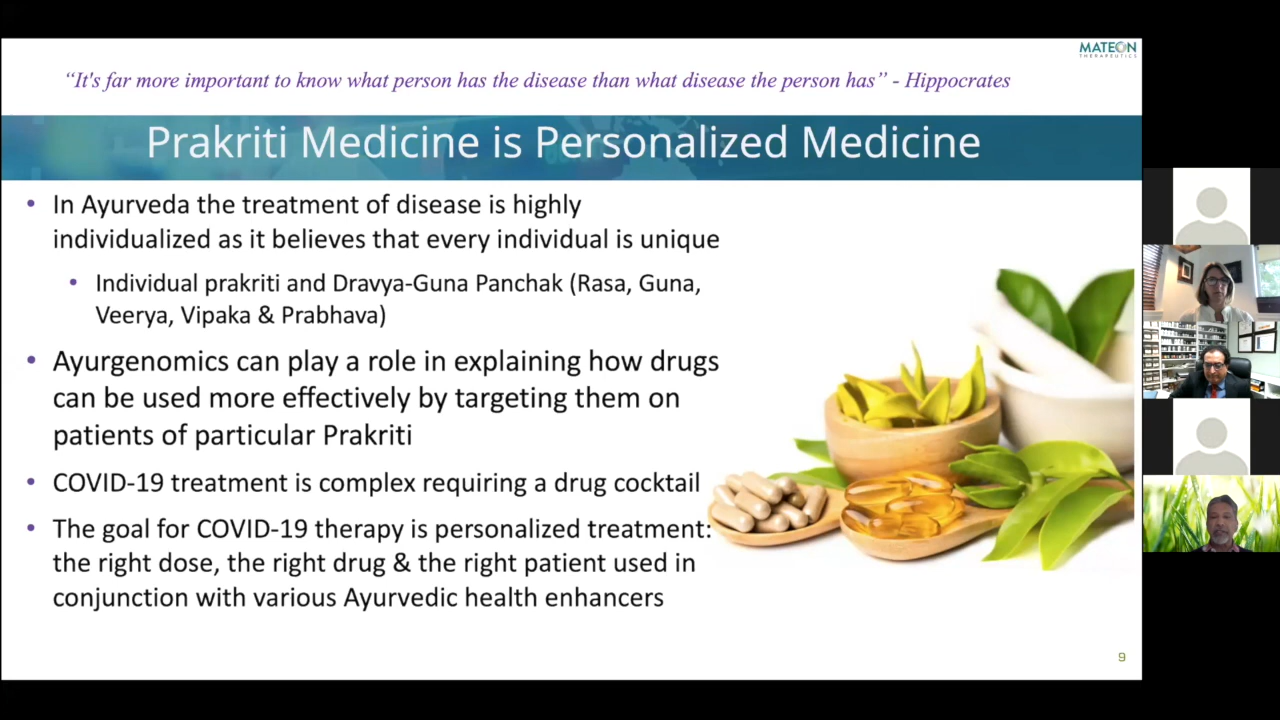 MATEON
THERAPEUTICS
“It's far more important to know what person has the disease than what disease the person has” - Hippocrates
Prakriti Medicine is Personalized Medicine
• In Ayurveda the treatment of disease is highly
individualized as it believes that every individual is unique
• Individual prakriti and Dravya-Guna Panchak (Rasa, Guna,
Veerya, Vipaka & Prabhava)
• Ayurgenomics can play a role in explaining how drugs
can be used more effectively by targeting them on
patients of particular Prakriti
• COVID-19 treatment is complex requiring a drug cocktail
• The goal for COVID-19 therapy is personalized treatment:
the right dose, the right drug & the right patient used in
conjunction with various Ayurvedic health enhancers
9